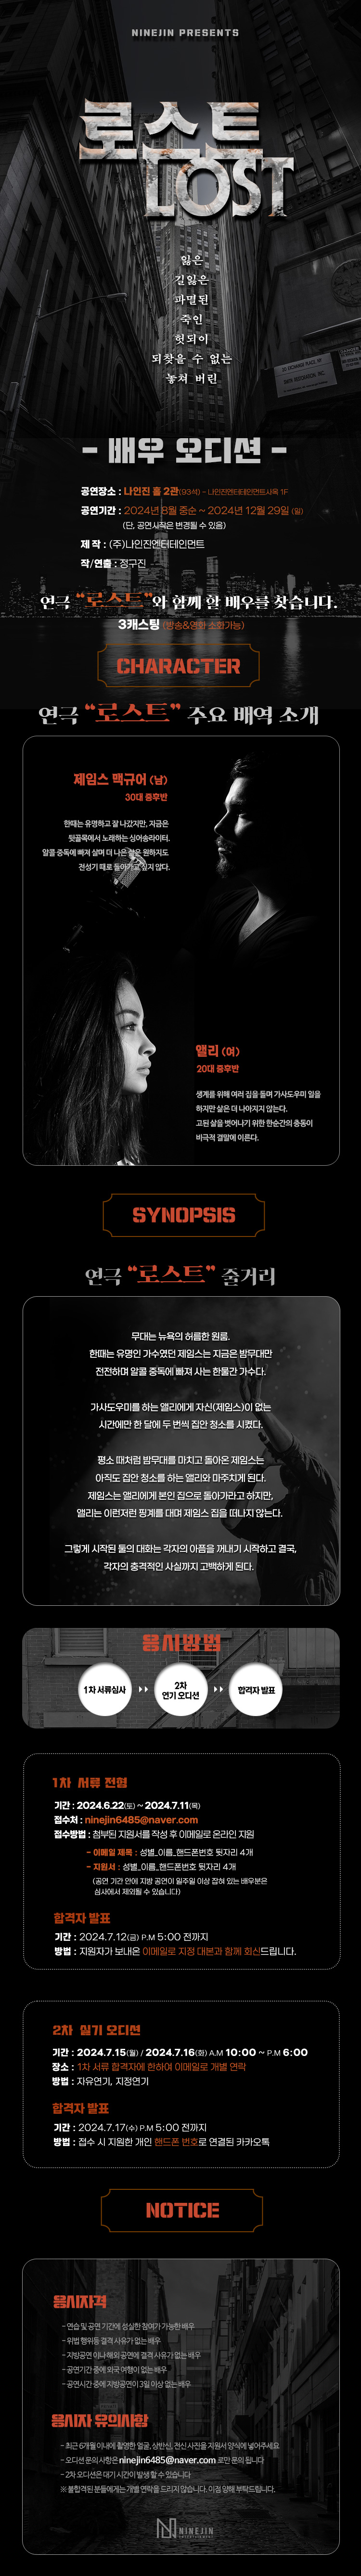 NINEJIN PRESENTS
로스트
LOST
잃은
길잃은
파멸된
죽인
헛되이
되찾을 수 없는
놓쳐 버린
- 배우 오디션 -
공연장소 : 나인진 홀 2관(93석) - 나인진엔터테인먼트사옥 1F
공연기간 : 2024년 8월 중순 ~ 2024년 12월 29일 (일)
(단, 공연시작은 변경될 수 있음)
제 작 : (주)나인진엔터테인먼트
작/연출 : 정구진
연극 “로스트”와 함께 할 배우를 찾습니다.
3캐스팅 (방송&영화 소화가능)
CHARACTER
연극 “로스트” 주요 배역 소개
제임스 맥규어 (남)
30대 중후반
한때는 유명하고 잘 나갔지만, 지금은
뒷골목에서 노래하는 싱어송라이터.
알콜 중독에 빠져 살며 더 나은 삶은 원하지도
전성기 때로 돌아가고 싶지 않다.
앨리 (여)
20대 중후반
생계를 위해 여러 집을 돌며 가사도우미 일을
하지만 삶은 더 나아지지 않는다.
고된 삶을 벗어나기 위한 한순간의 충동이
비극적 결말에 이른다.
SYNOPSIS
연극 “로스트” 줄거리
무대는 뉴욕의 허름한 원룸.
한때는 유명인 가수였던 제임스는 지금은 밤무대만
전전하며 알콜 중독에 빠져 사는 한물간 가수다.
가사도우미를 하는 앨리에게 자신(제임스)이 없는
시간에만 한 달에 두 번씩 집안 청소를 시켰다.
평소 때처럼 밤무대를 마치고 돌아온 제임스는
아직도 집안 청소를 하는 앨리와 마주치게 된다.
제임스는 앨리에게 본인 집으로 돌아가라고 하지만,
앨리는 이런저런 핑계를 대며 제임스 집을 떠나지 않는다.
그렇게 시작된 둘의 대화는 각자의 아픔을 꺼내기 시작하고 결국,
각자의 충격적인 사실까지 고백하게 된다.
응시방법
1차 서류심사
2차
연기 오디션
합격자 발표
1차 서류 전형
기간 : 2024.6.22(토) ~ 2024.7.11(목)
접수처 : ninejin6485@naver.com
접수방법 : 첨부된 지원서를 작성 후 이메일로 온라인 지원
- 이메일 제목 : 성별_이름_핸드폰번호 뒷자리 4개
- 지원서 : 성별_이름_핸드폰번호 뒷자리 4개
(공연 기간 안에 지방 공연이 일주일 이상 잡혀 있는 배우분은
심사에서 제외될 수 있습니다)
합격자 발표
기간 : 2024.7.12(금) P.M 5:00 전까지
방법 : 지원자가 보내온 이메일로 지정 대본과 함께 회신드립니다.
2차 실기 오디션
기간 : 2024.7.15(월) / 2024.7.16(화) A.M 10:00 ~ P.M 6:00
장소 : 1차 서류 합격자에 한하여 이메일로 개별 연락
방법 : 자유연기, 지정연기
합격자 발표
기간 : 2024.7.17(수) P.M 5:00 전까지
방법 : 접수 시 지원한 개인 핸드폰 번호로 연결된 카카오톡
NOTICE
응시자격
- 연습 및 공연 기간에 성실한 참여가 가능한 배우
- 위법 행위등 결격 사유가 없는 배우
- 지방공연 이나 해외 공연에 결격 사유가 없는 배우
- 공연기간 중에 외국 여행이 없는 배우
- 공연시간 중에 지방공연이 3일 이상 없는 배우
응시자 유의사항
- 최근 6개월 이내에 촬영한 얼굴, 상반신, 전신 사진을 지원서 양식에 넣어주세요
- 오디션 문의 사항은 ninejin6485@naver.com 로만 문의 됩니다
- 2차 오디션은 대기 시간이 발생 할 수 있습니다
※ 불합격된 분들에게는 개별 연락을 드리지 않습니다. 이점 양해 부탁드립니다.
NINEJIN
ENTERTAINMENT